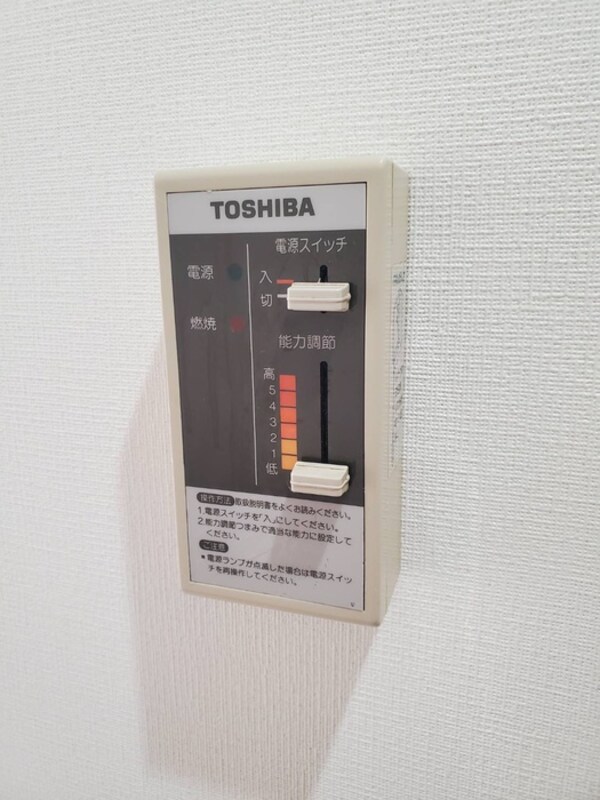 TOSHIBA
電源スイッチ
電源
入
切
燃焼
能力調節
高
5
4
3
2
1
低
操作方法 取扱説明書をよくお読みください。
1.電源スイッチを「入」にしてください。
2.能力調節つまみで適当な能力に設定して
ください。
ご注意
•電源ランプが点滅した場合は電源スイッ
チを再操作してください。
V